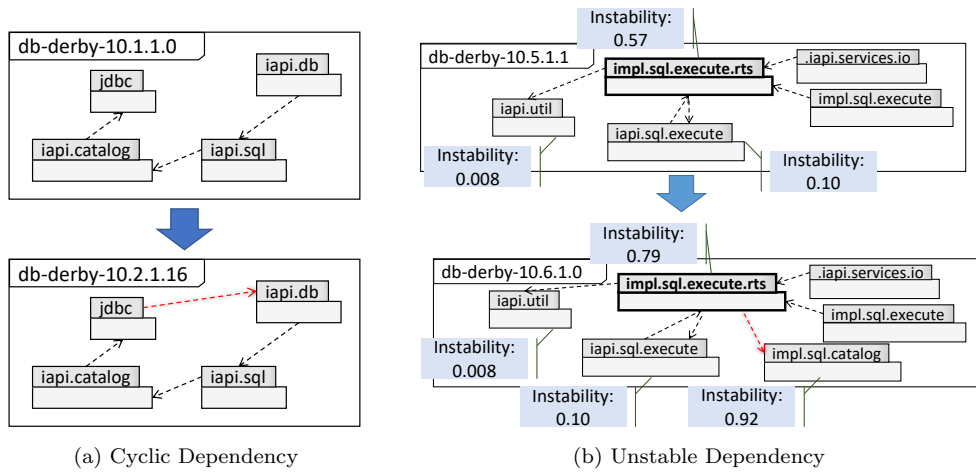 db-derby-10.1.1.0
iapi.db
jdbc
iapi.catalog
iapi.sql
db-derby-10.2.1.16
iapi.db
jdbc
iapi.catalog
iapi.sql
(a) Cyclic Dependency
Instability:
0.57
db-derby-10.5.1.1
impl.sql.execute.rts
.iapi.services.io
iapi.util
impl.sql.execute
iapi.sql.execute
Instability:
0.008
Instability:
0.10
Instability:
0.79
db-derby-10.6.1.0
impl.sql.execute.rts
.iapi.services.io
iapi.util
impl.sql.execute
iapi.sql.execute
impl.sql.catalog
Instability:
0.008
Instability:
0.10
Instability:
0.92
(b) Unstable Dependency